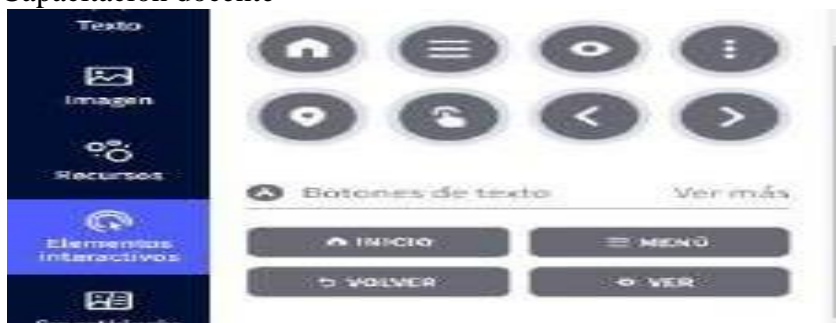 Capacitación docente
Texto
Imagen
Recursos
Elementos
interactivos
Botones de texto
Ver más
INICIO
MENÚ
VOLVER
VER